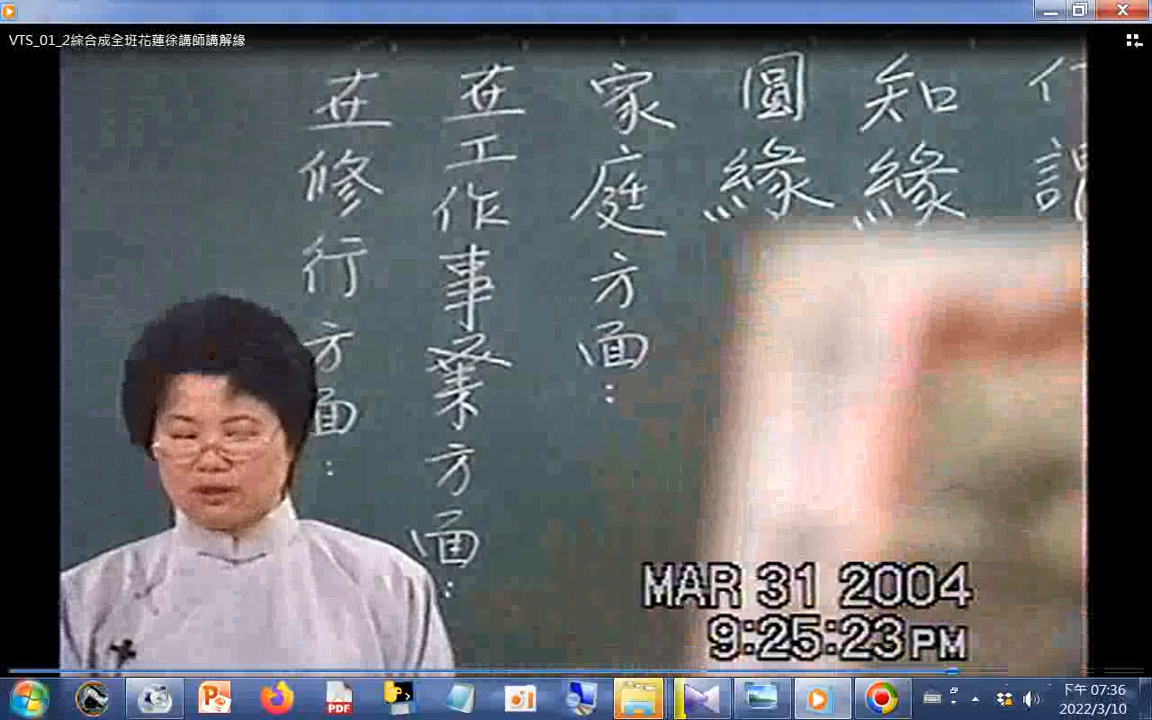 VTS_01_2綜合成全班花蓮徐講師講解緣
知緣
圓緣
家庭方面：
在工作事業方面：
在修行方面：
MAR 31 2004
9:25:23PM
下午 07:36
2022/3/10